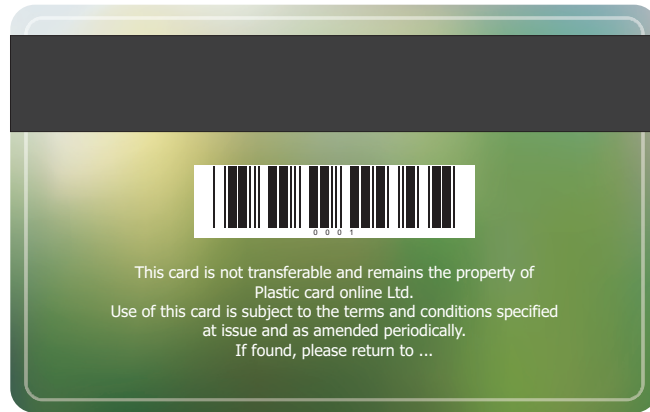 0 0 0 1
This card is not transferable and remains the property of
Plastic card online Ltd.
Use of this card is subject to the terms and conditions specified
at issue and as amended periodically.
If found, please return to ...